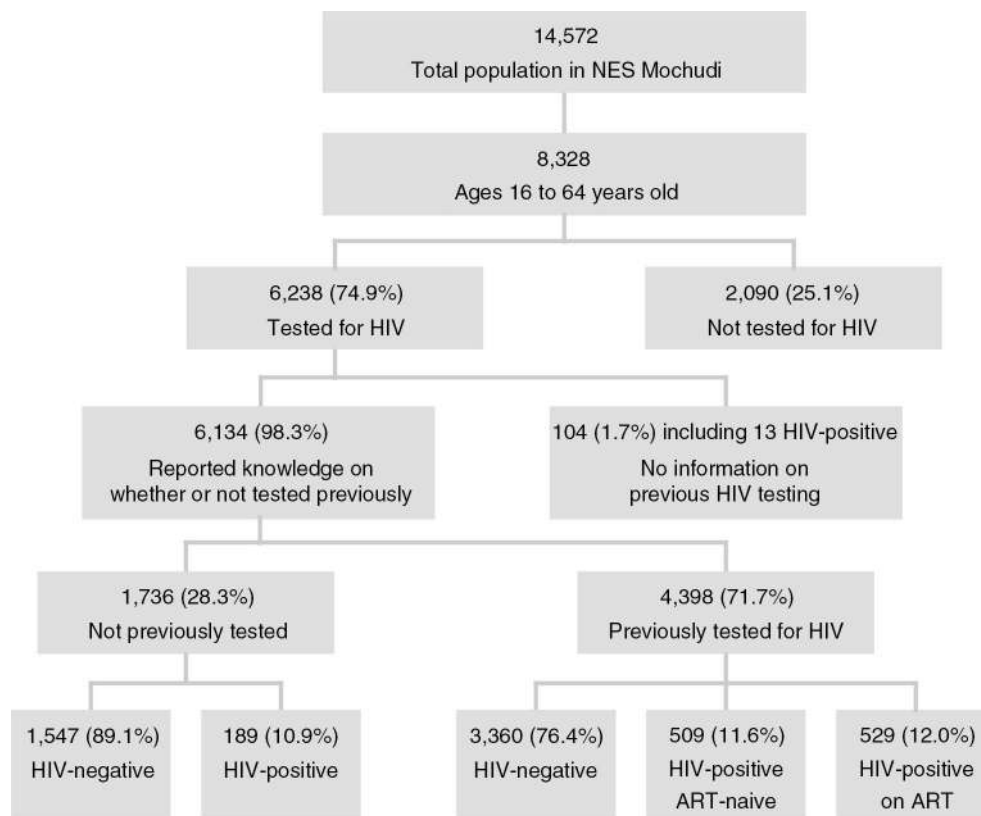 14,572
Total population in NES Mochudi
8,328
Ages 16 to 64 years old
6,238 (74.9%)
Tested for HIV
2,090 (25.1%)
Not tested for HIV
6,134 (98.3%)
Reported knowledge on
whether or not tested previously
104 (1.7%) including 13 HIV-positive
No information on
previous HIV testing
1,736 (28.3%)
Not previously tested
4,398 (71.7%)
Previously tested for HIV
1,547 (89.1%)
HIV-negative
189 (10.9%)
HIV-positive
3,360 (76.4%)
HIV-negative
509 (11.6%)
HIV-positive
ART-naive
529 (12.0%)
HIV-positive
on ART